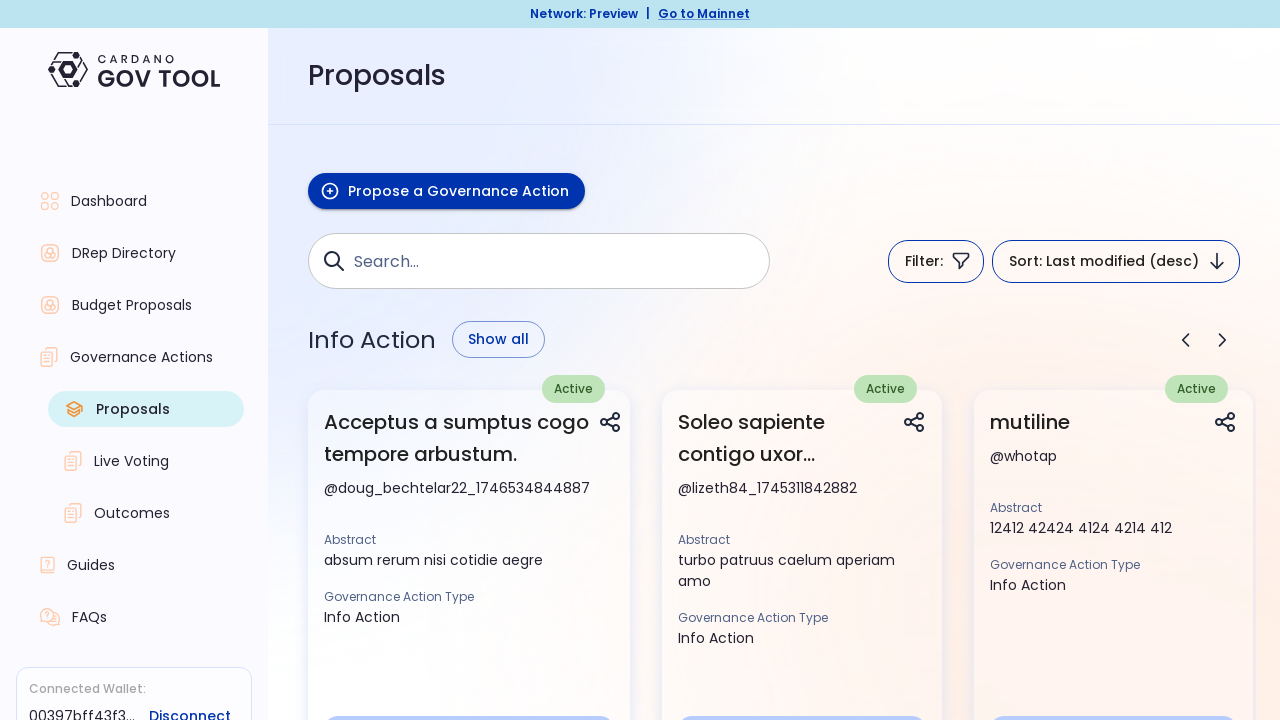 Network: Preview | Go to Mainnet
CARDANO
GOV TOOL
Dashboard
DRep Directory
Budget Proposals
Governance Actions
Proposals
Live Voting
Outcomes
Guides
FAQs
Connected Wallet:
00397bff43f3... Disconnect
Proposals
Propose a Governance Action
Search...
Filter:
Sort: Last modified (desc)
Info Action
Show all
Active
Acceptus a sumptus cogo
tempore arbustum.
@doug_bechtelar22_1746534844887
Abstract
absum rerum nisi cotidie aegre
Governance Action Type
Info Action
Active
Soleo sapiente
contigo uxor...
@lizeth84_1745311842882
Abstract
turbo patruus caelum aperiam
amo
Governance Action Type
Info Action
Active
mutiline
@whotap
Abstract
12412 42424 4124 4214 412
Governance Action Type
Info Action